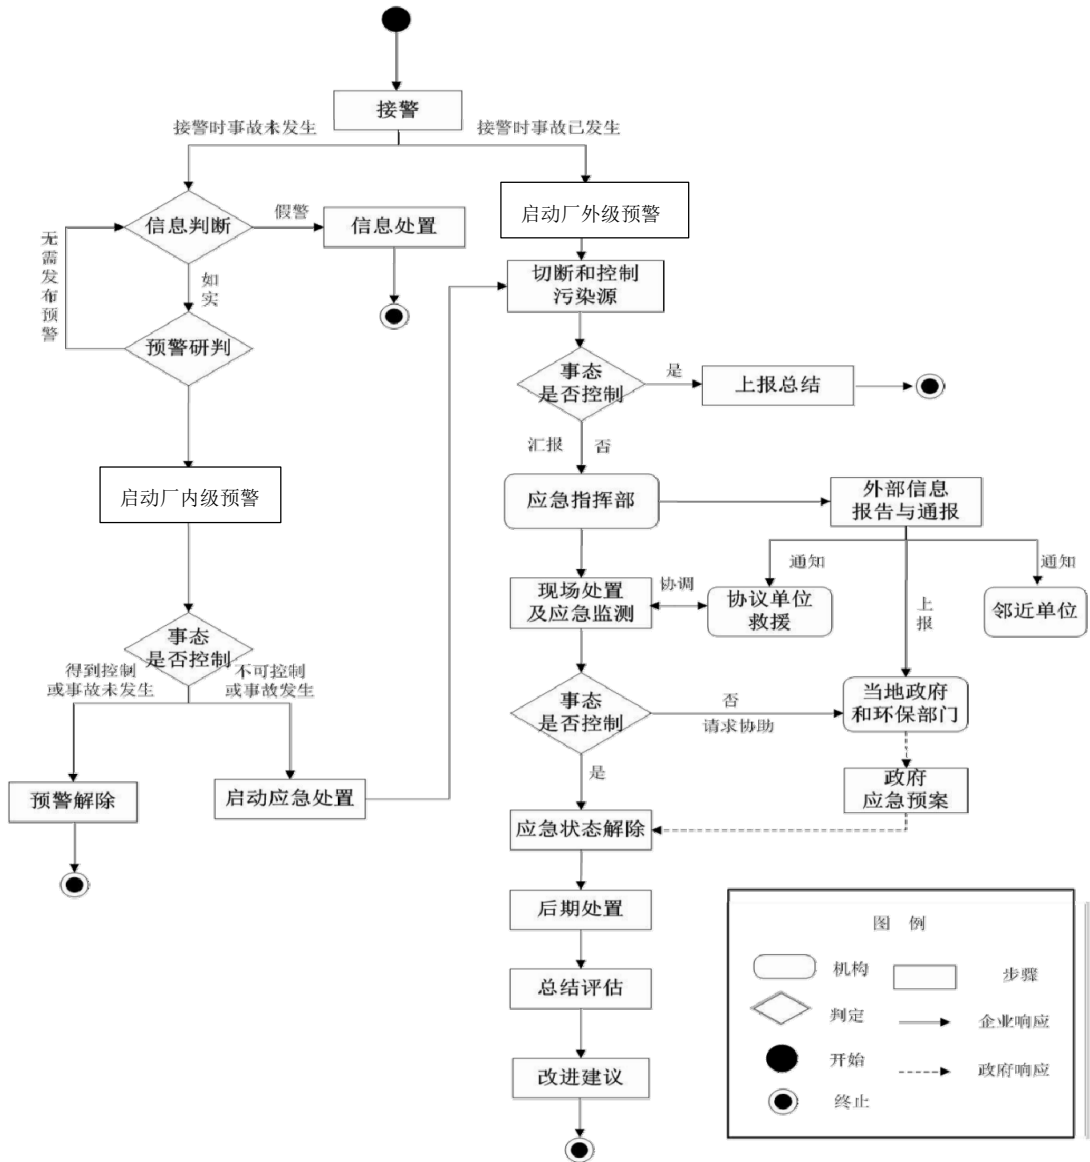 接警
接警时事故未发生
接警时事故已发生
信息判断
假警
信息处置
启动厂外级预警
无
需
发
布
预
警
如
实
切断和控制
污染源
预警研判
事态
是否控制
是
上报总结
汇报
否
启动厂内级预警
应急指挥部
外部信息
报告与通报
通知
通知
现场处置
及应急监测
协调
协议单位
救援
上
报
邻近单位
事态
是否控制
得到控制
或事故未发生
不可控制
或事故发生
事态
是否控制
否
请求协助
当地政府
和环保部门
是
预警解除
启动应急处置
政府
应急预案
应急状态解除
后期处置
总结评估
改进建议
图 例
机构
步骤
判定
企业响应
开始
政府响应
终止